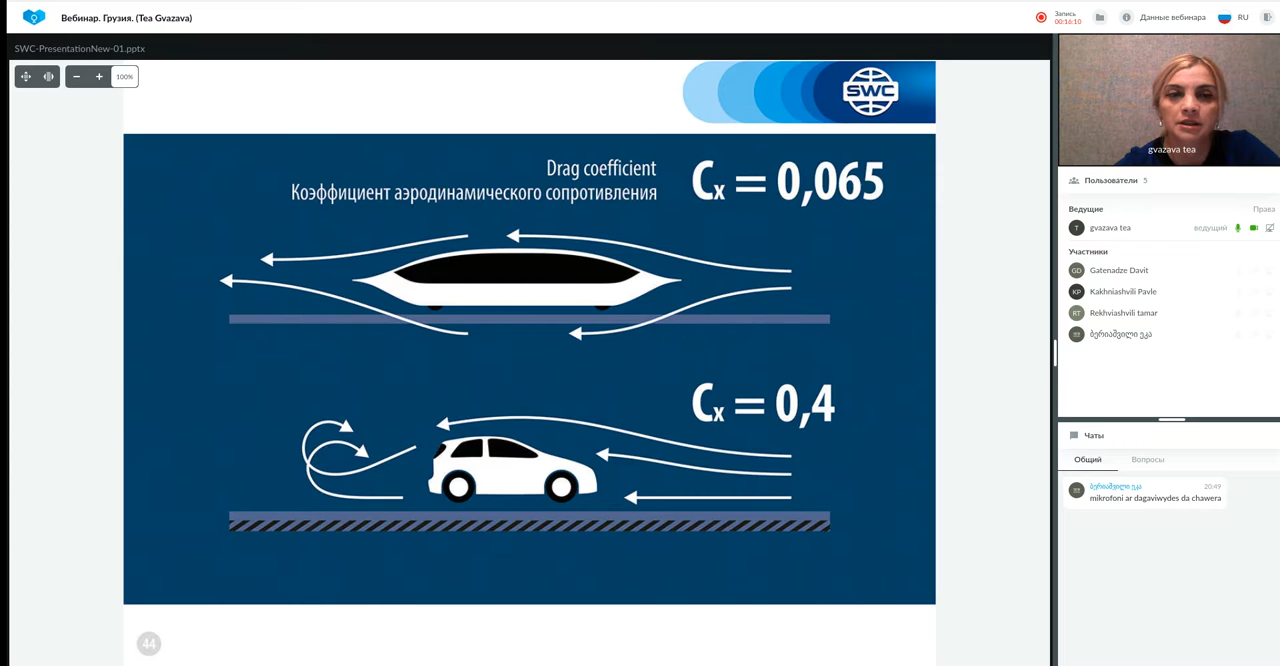 Вебинар. Грузия. (Tea Gvazava)
Запись
00:16:10
Данные вебинара
RU
SWC-PresentationNew-01.pptx
100%
SWC
Drag coefficient
Коэффициент аэродинамического сопротивления
Cx = 0,065
Cx = 0,4
44
gvazava tea
Пользователи 5
Ведущие Права
T gvazava tea ведущий
Участники
GD Gatenadze Davit
KP Kakhniashvili Pavle
RT Rekhviashvili tamar
ბერიაშვილი ეკა
Чаты
Общий Вопросы
ბერიაშვილი ეკა 20:49
mikrofoni ar dagaviwydes da chawera